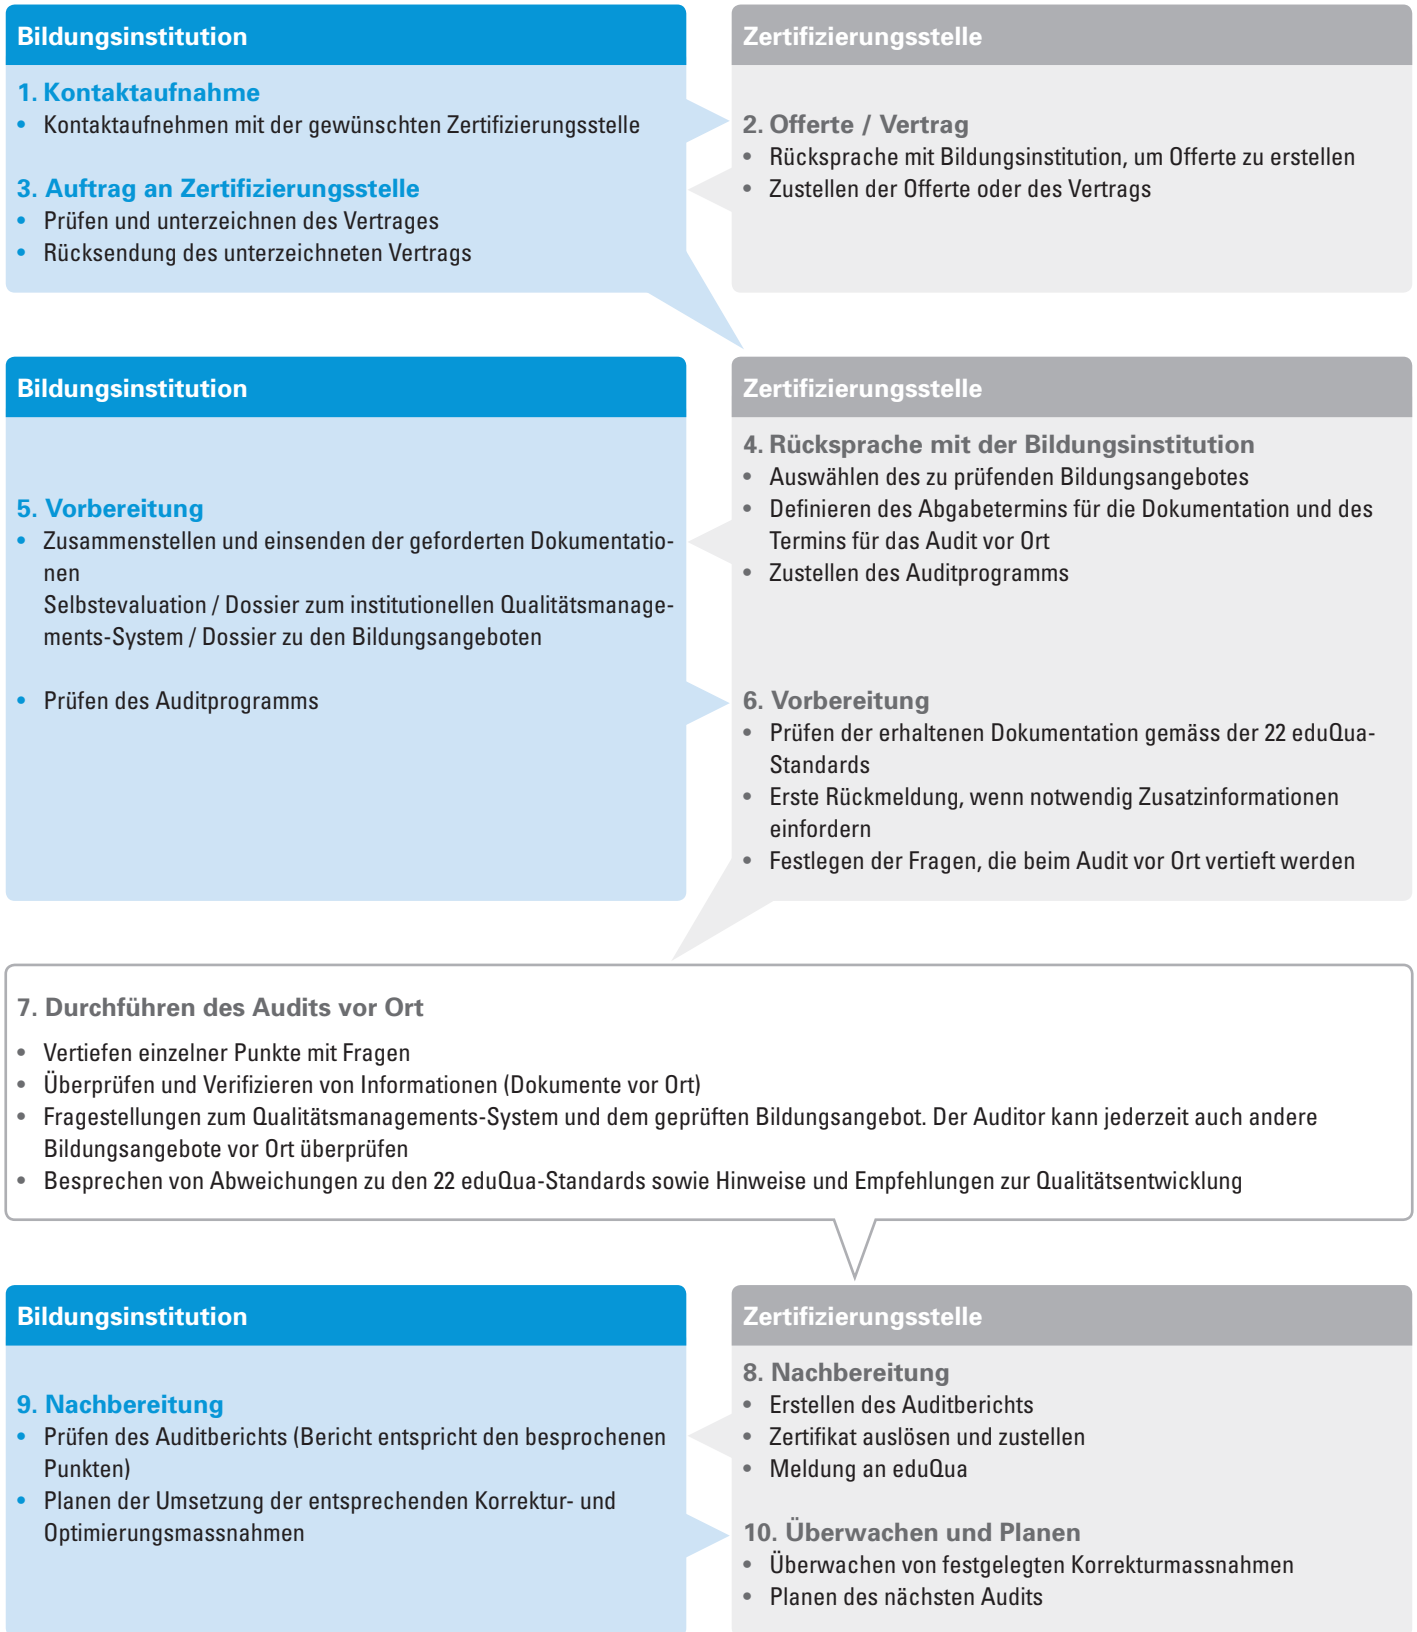 Bildungsinstitution
1. Kontaktaufnahme
• Kontaktaufnehmen mit der gewünschten Zertifizierungsstelle
3. Auftrag an Zertifizierungsstelle
• Prüfen und unterzeichnen des Vertrages
• Rücksendung des unterzeichneten Vertrags
Zertifizierungsstelle
2. Offerte / Vertrag
• Rücksprache mit Bildungsinstitution, um Offerte zu erstellen
• Zustellen der Offerte oder des Vertrags
Bildungsinstitution
5. Vorbereitung
• Zusammenstellen und einsenden der geforderten Dokumentatio-
nen
Selbstevaluation / Dossier zum institutionellen Qualitätsmanage-
ments-System / Dossier zu den Bildungsangeboten
• Prüfen des Auditprogramms
Zertifizierungsstelle
4. Rücksprache mit der Bildungsinstitution
• Auswählen des zu prüfenden Bildungsangebotes
• Definieren des Abgabetermins für die Dokumentation und des
Termins für das Audit vor Ort
• Zustellen des Auditprogramms
6. Vorbereitung
• Prüfen der erhaltenen Dokumentation gemäss der 22 eduQua-
Standards
• Erste Rückmeldung, wenn notwendig Zusatzinformationen
einfordern
• Festlegen der Fragen, die beim Audit vor Ort vertieft werden
7. Durchführen des Audits vor Ort
• Vertiefen einzelner Punkte mit Fragen
• Überprüfen und Verifizieren von Informationen (Dokumente vor Ort)
• Fragestellungen zum Qualitätsmanagements-System und dem geprüften Bildungsangebot. Der Auditor kann jederzeit auch andere
Bildungsangebote vor Ort überprüfen
• Besprechen von Abweichungen zu den 22 eduQua-Standards sowie Hinweise und Empfehlungen zur Qualitätsentwicklung
Bildungsinstitution
9. Nachbereitung
• Prüfen des Auditberichts (Bericht entspricht den besprochenen
Punkten)
• Planen der Umsetzung der entsprechenden Korrektur- und
Optimierungsmassnahmen
Zertifizierungsstelle
8. Nachbereitung
• Erstellen des Auditberichts
• Zertifikat auslösen und zustellen
• Meldung an eduQua
10. Überwachen und Planen
• Überwachen von festgelegten Korrekturmassnahmen
• Planen des nächsten Audits